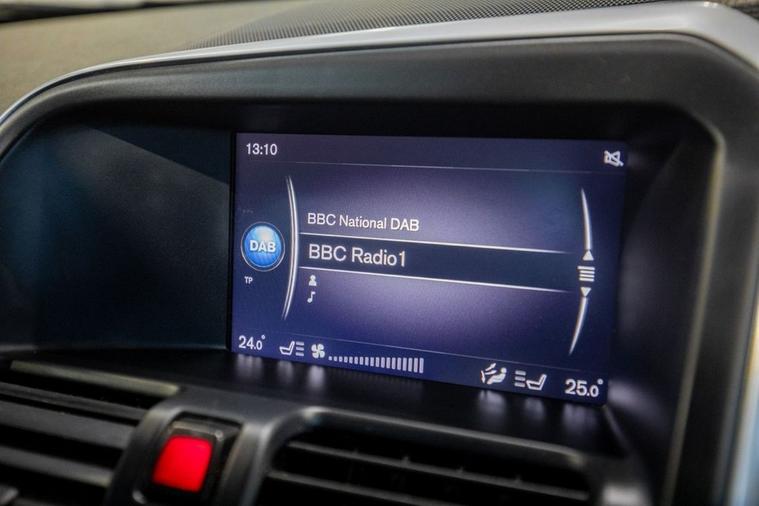 13:10
BBC National DAB
DAB
BBC Radio1
TP
24.0°
25.0°